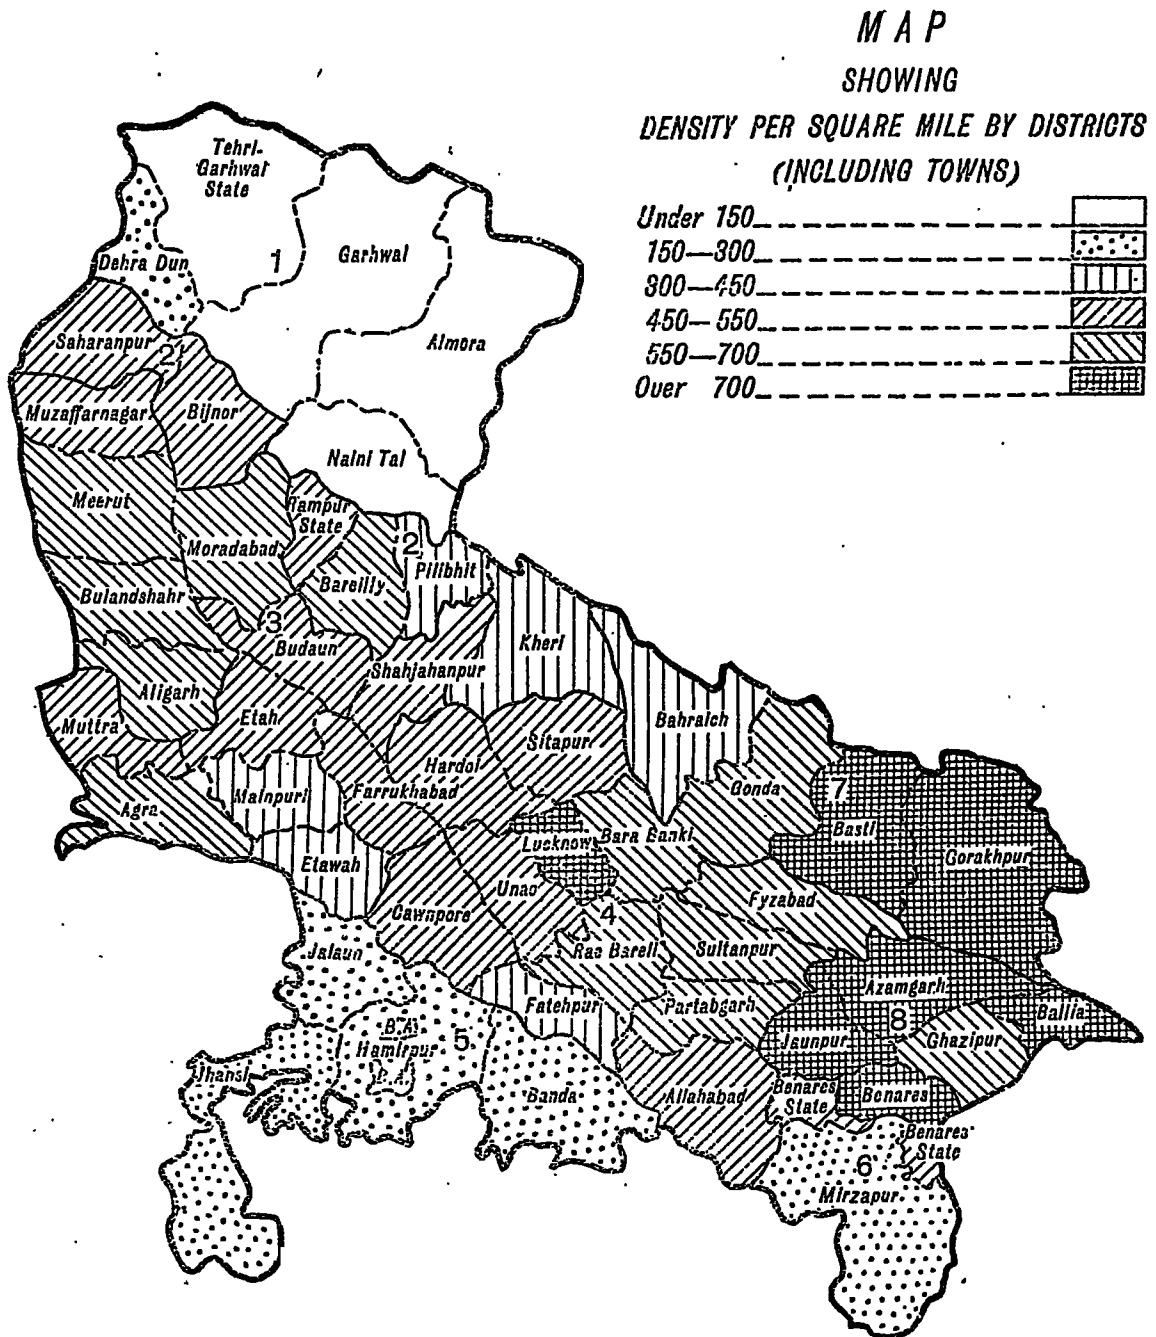 MAP
SHOWING
DENSITY PER SQUARE MILE BY DISTRICTS
(INCLUDING TOWNS)
Under 150
150—300
300—450
450—550
550—700
Over 700
Tehri-
Garhwal
State
1
Garhwal
Dehra Dun
Almora
Saharanpur
2
Muzaffarnagar
Bijnor
Naini Tal
Meerut
Rampur
State
Moradabad
2
Pilibhit
Bareilly
Bulandshahr
3
Budaun
Kheri
Shahjahanpur
Aligarh
Etah
Muttra
Bahraich
Sitapur
Hardoi
Farrukhabad
Mainpuri
Agra
Gonda
7
Basti
Gorakhpur
Lucknow
Bara Banki
Etawah
Unao
Cawnpore
4
Fyzabad
Rae Bareli
Sultanpur
Jalaun
Fatehpur
Partabgarh
Azamgarh
8
Ballia
Ghazipur
Jaunpur
B.A.
Hamirpur
B.A.
5
Jhansi
Banda
Allahabad
Benares
State
Benares
Benares
State
6
Mirzapur